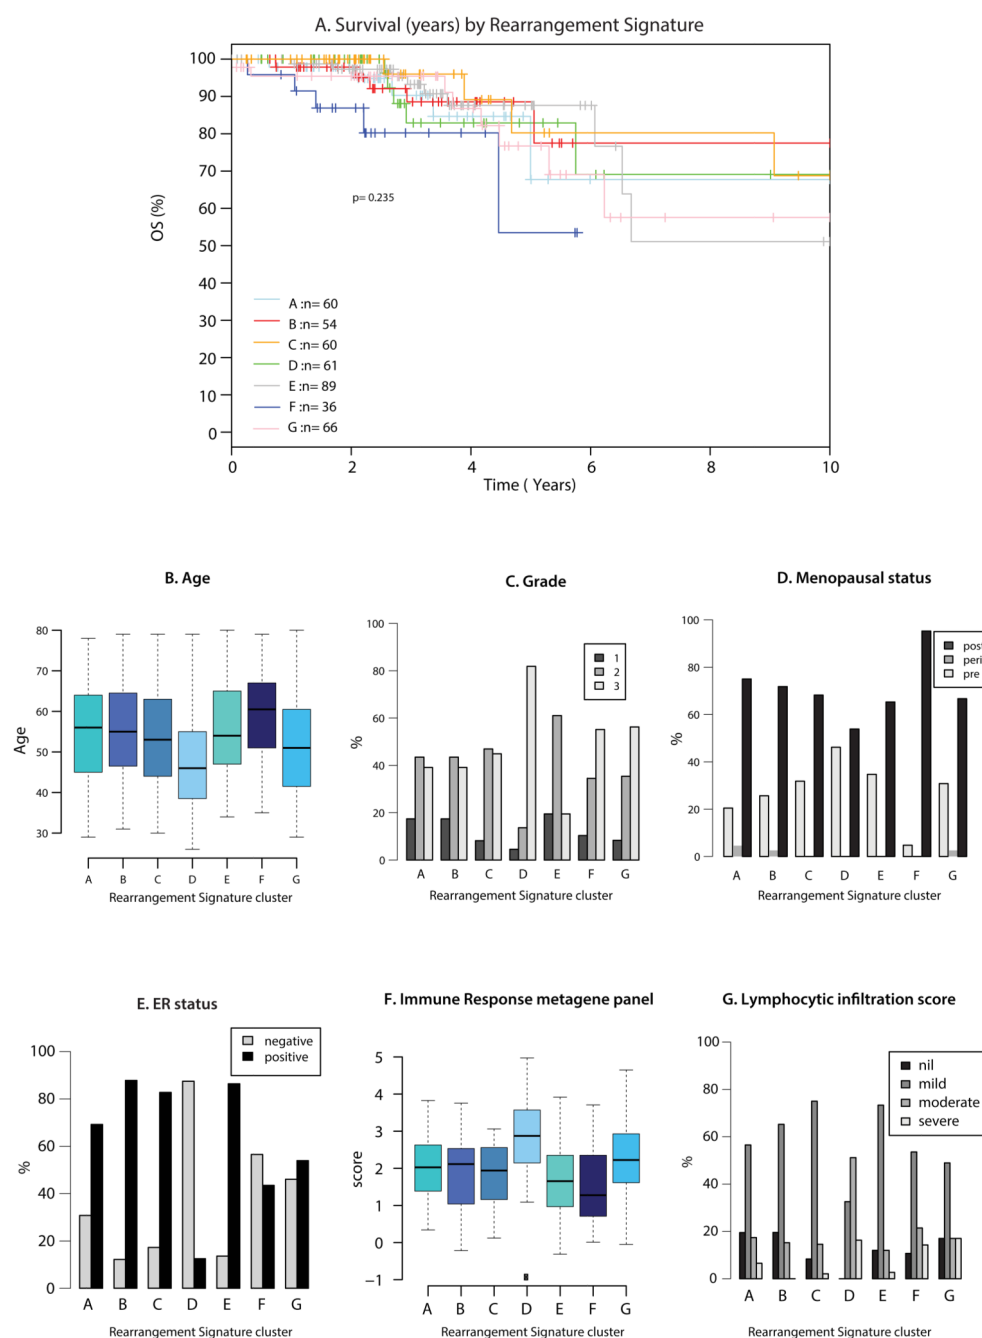 A. Survival (years) by Rearrangement Signature
100
90
80
70
60
50
40
30
20
10
0
OS (%)
p= 0.235
A :n= 60
B :n= 54
C :n= 60
D :n= 61
E :n= 89
F :n= 36
G :n= 66
0 2 4 6 8 10
Time ( Years)
B. Age
80
70
60
50
40
30
Age
A B C D E F G
Rearrangement Signature cluster
C. Grade
100
80
60
40
20
0
%
1
2
3
A B C D E F G
Rearrangement Signature cluster
D. Menopausal status
100
80
60
40
20
0
%
post
peri
pre
A B C D E F G
Rearrangement Signature cluster
E. ER status
100
80
60
40
20
0
%
negative
positive
A B C D E F G
Rearrangement Signature cluster
F. Immune Response metagene panel
5
4
3
2
1
0
−1
score
A B C D E F G
Rearrangement Signature cluster
G. Lymphocytic infiltration score
100
80
60
40
20
0
%
nil
mild
moderate
severe
A B C D E F G
Rearrangement Signature cluster